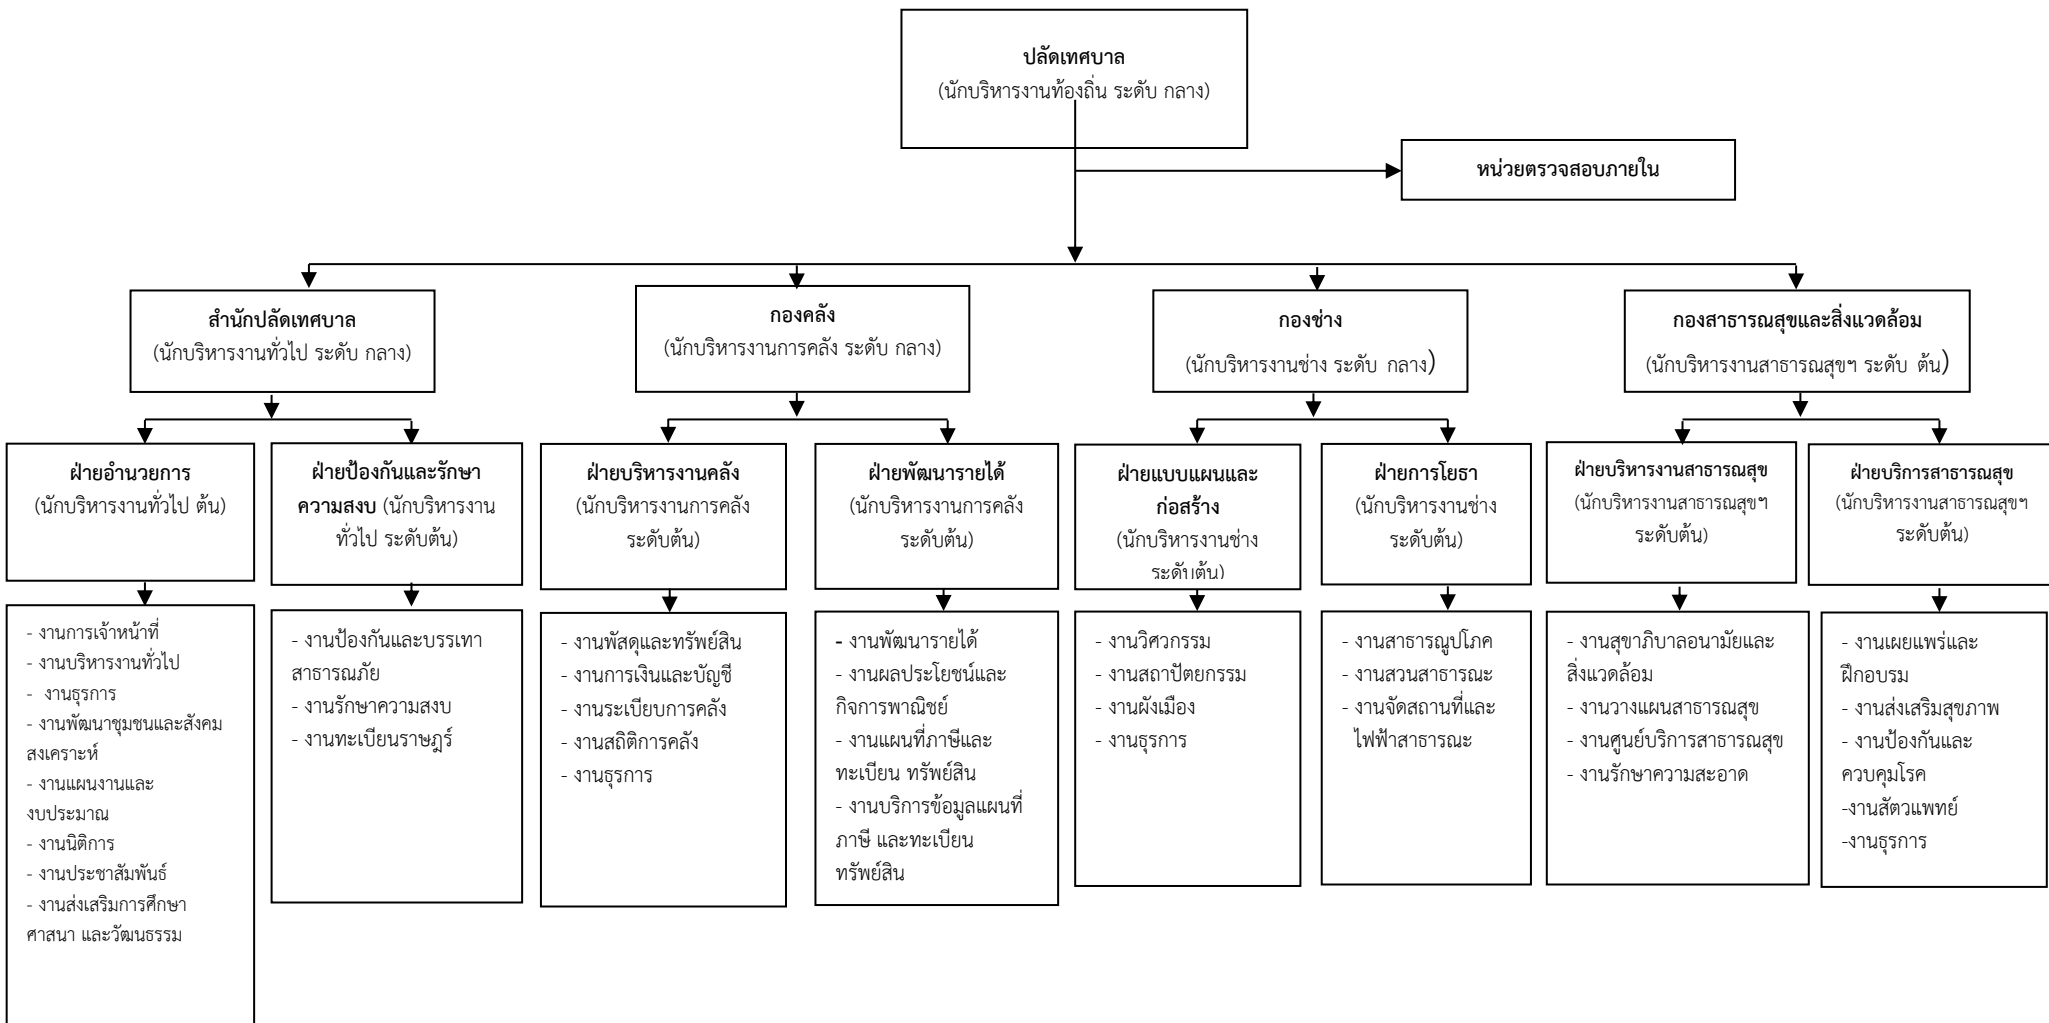 ปลัดเทศบาล
(นักบริหารงานท้องถิ่น ระดับ กลาง)
หน่วยตรวจสอบภายใน
สำนักปลัดเทศบาล
(นักบริหารงานทั่วไป ระดับ กลาง)
กองคลัง
(นักบริหารงานการคลัง ระดับ กลาง)
กองช่าง
(นักบริหารงานช่าง ระดับ กลาง)
กองสาธารณสุขและสิ่งแวดล้อม
(นักบริหารงานสาธารณสุขฯ ระดับ ต้น)
ฝ่ายอำนวยการ
(นักบริหารงานทั่วไป ต้น)
ฝ่ายป้องกันและรักษา
ความสงบ (นักบริหารงาน
ทั่วไป ระดับต้น)
ฝ่ายบริหารงานคลัง
(นักบริหารงานการคลัง
ระดับต้น)
ฝ่ายพัฒนารายได้
(นักบริหารงานการคลัง
ระดับต้น)
ฝ่ายแบบแผนและ
ก่อสร้าง
(นักบริหารงานช่าง
ระดับต้น)
ฝ่ายการโยธา
(นักบริหารงานช่าง
ระดับต้น)
ฝ่ายบริหารงานสาธารณสุข
(นักบริหารงานสาธารณสุขฯ
ระดับต้น)
ฝ่ายบริการสาธารณสุข
(นักบริหารงานสาธารณสุขฯ
ระดับต้น)
- งานการเจ้าหน้าที่
- งานบริหารงานทั่วไป
- งานธุรการ
- งานพัฒนาชุมชนและสังคม
สงเคราะห์
- งานแผนงานและ
งบประมาณ
- งานนิติการ
- งานประชาสัมพันธ์
- งานส่งเสริมการศึกษา
ศาสนา และวัฒนธรรม
- งานป้องกันและบรรเทา
สาธารณภัย
- งานรักษาความสงบ
- งานทะเบียนราษฎร์
- งานพัสดุและทรัพย์สิน
- งานการเงินและบัญชี
- งานระเบียบการคลัง
- งานสถิติการคลัง
- งานธุรการ
- งานพัฒนารายได้
- งานผลประโยชน์และ
กิจการพาณิชย์
- งานแผนที่ภาษีและ
ทะเบียน ทรัพย์สิน
- งานบริการข้อมูลแผนที่
ภาษี และทะเบียน
ทรัพย์สิน
- งานวิศวกรรม
- งานสถาปัตยกรรม
- งานผังเมือง
- งานธุรการ
- งานสาธารณูปโภค
- งานสวนสาธารณะ
- งานจัดสถานที่และ
ไฟฟ้าสาธารณะ
- งานสุขาภิบาลอนามัยและ
สิ่งแวดล้อม
- งานวางแผนสาธารณสุข
- งานศูนย์บริการสาธารณสุข
- งานรักษาความสะอาด
- งานเผยแพร่และ
ฝึกอบรม
- งานส่งเสริมสุขภาพ
- งานป้องกันและ
ควบคุมโรค
-งานสัตวแพทย์
-งานธุรการ